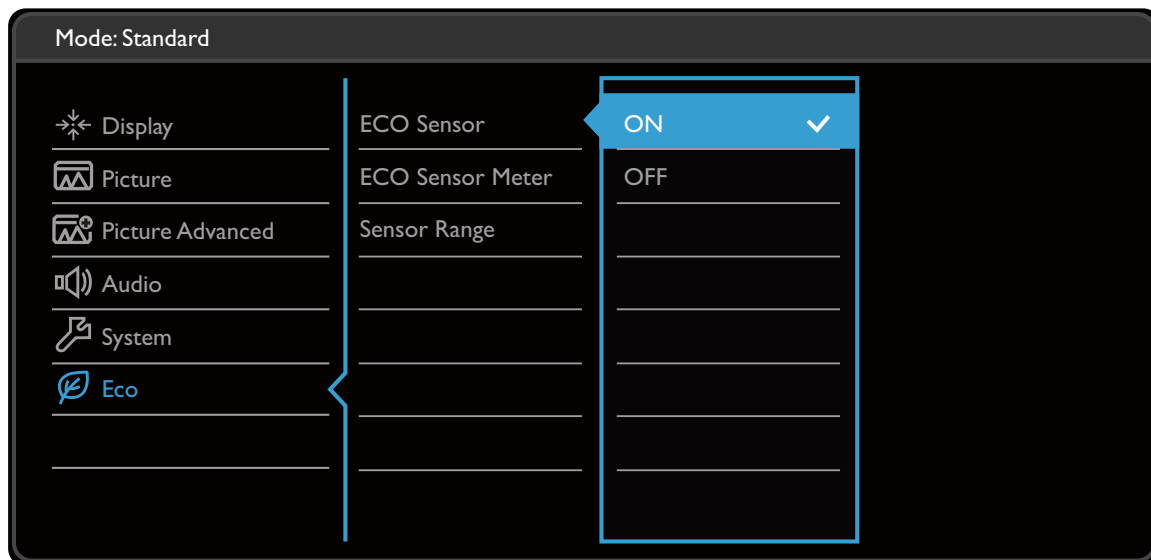 Mode: Standard
Display
Picture
Picture Advanced
Audio
System
Eco
ECO Sensor
ECO Sensor Meter
Sensor Range
ON
OFF